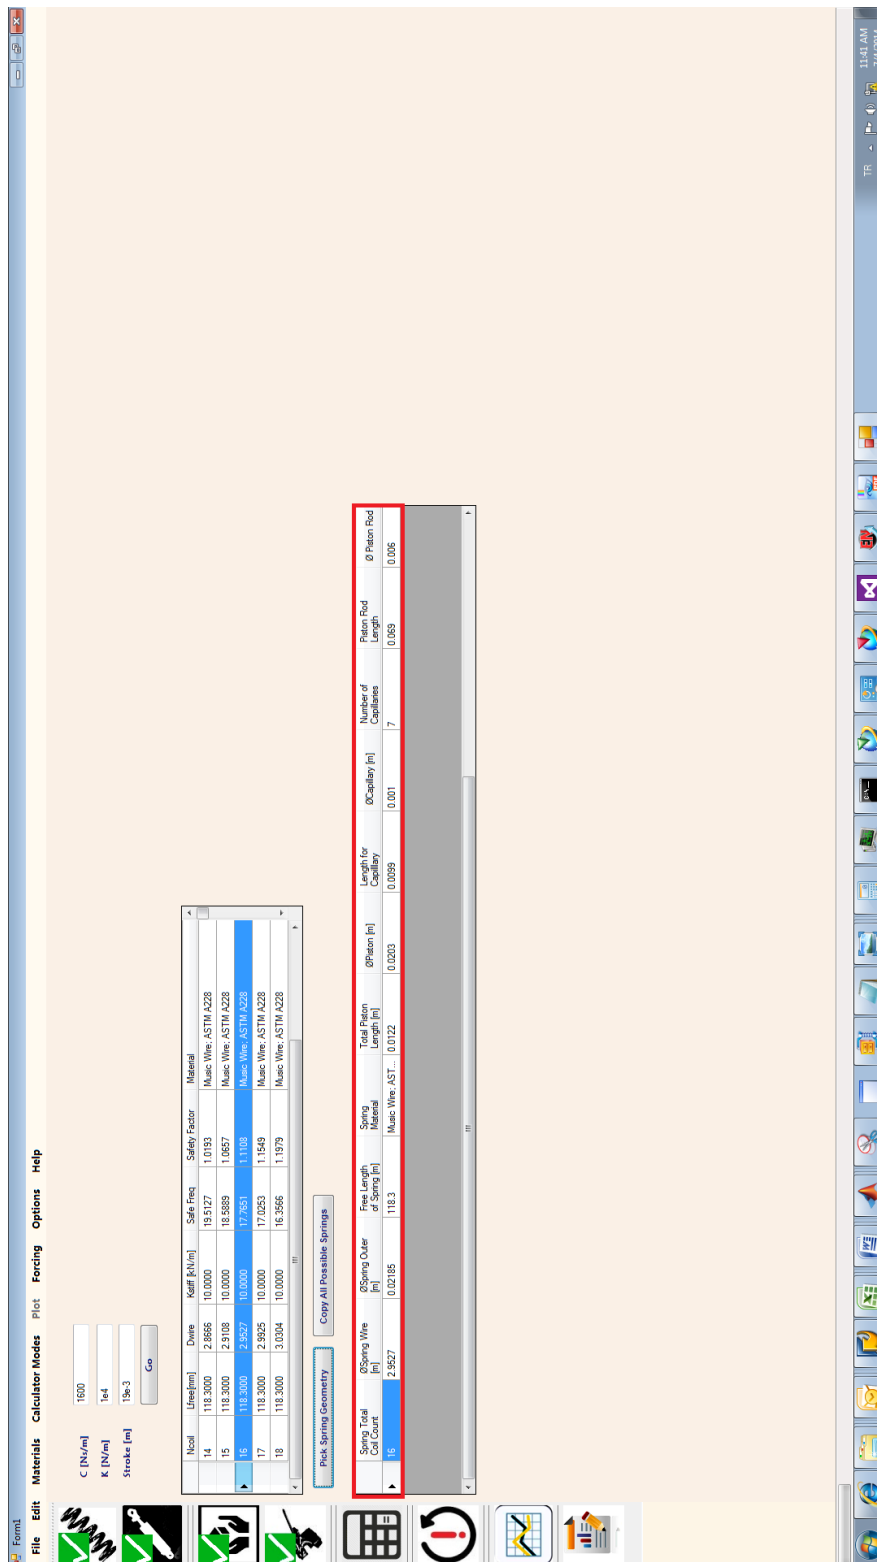 Form1
File Edit Materials Calculator Modes Plot Forcing Options Help
C [Ns/m] 1600
K [N/m] 1e4
Stroke [m] 19e-3
Go
Ncoil Lfree[mm] Dwire Kstiff [kN/m] Safe Freq Safety Factor Material
14 118.3000 2.8666 10.0000 19.5127 1.0193 Music Wire; ASTM A228
15 118.3000 2.9108 10.0000 18.5889 1.0657 Music Wire; ASTM A228
16 118.3000 2.9527 10.0000 17.7651 1.1108 Music Wire; ASTM A228
17 118.3000 2.9925 10.0000 17.0253 1.1549 Music Wire; ASTM A228
18 118.3000 3.0304 10.0000 16.3566 1.1979 Music Wire; ASTM A228
Pick Spring Geometry Copy All Possible Springs
Spring Total Coil Count ØSpring Wire [m] ØSpring Outer [m] Free Length of Spring [m] Spring Material Total Piston Length [m] ØPiston [m] Length for Capillary ØCapillary [m] Number of Capillaries Piston Rod Length Ø Piston Rod
16 2.9527 0.02185 118.3 Music Wire; AST... 0.0122 0.0203 0.0099 0.001 7 0.069 0.006
TR 11:41 AM